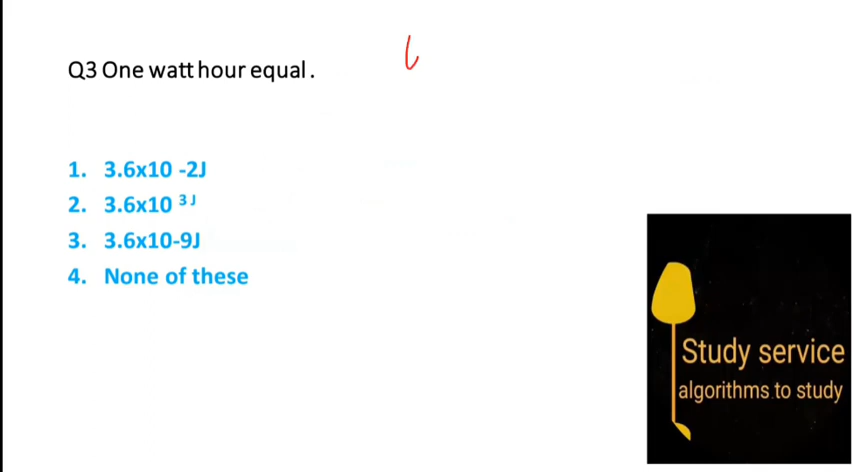 Q3 One watt hour equal .
1. 3.6x10 -2J
2. 3.6x10 ³ᴶ
3. 3.6x10-9J
4. None of these
Study service
algorithms to study